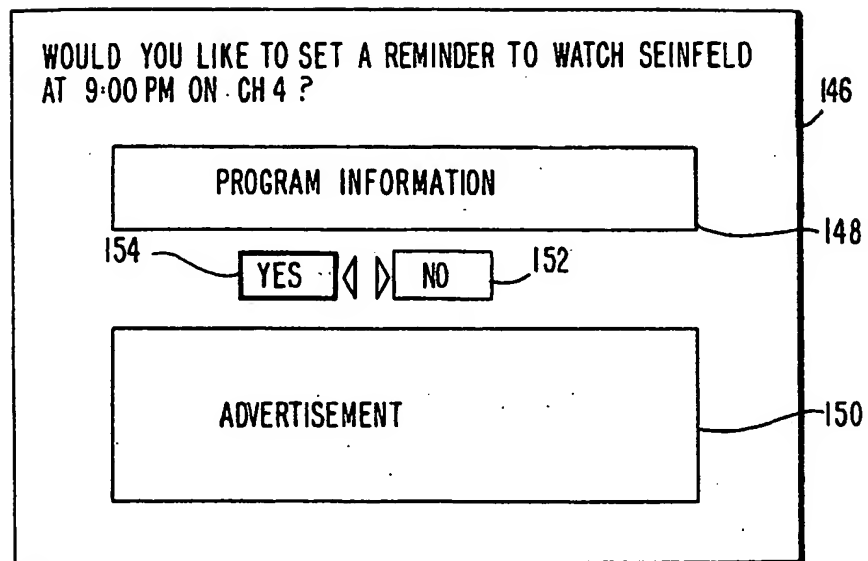 WOULD YOU LIKE TO SET A REMINDER TO WATCH SEINFELD
AT 9:00 PM ON CH 4 ?
146
PROGRAM INFORMATION
148
154
YES
NO
152
ADVERTISEMENT
150